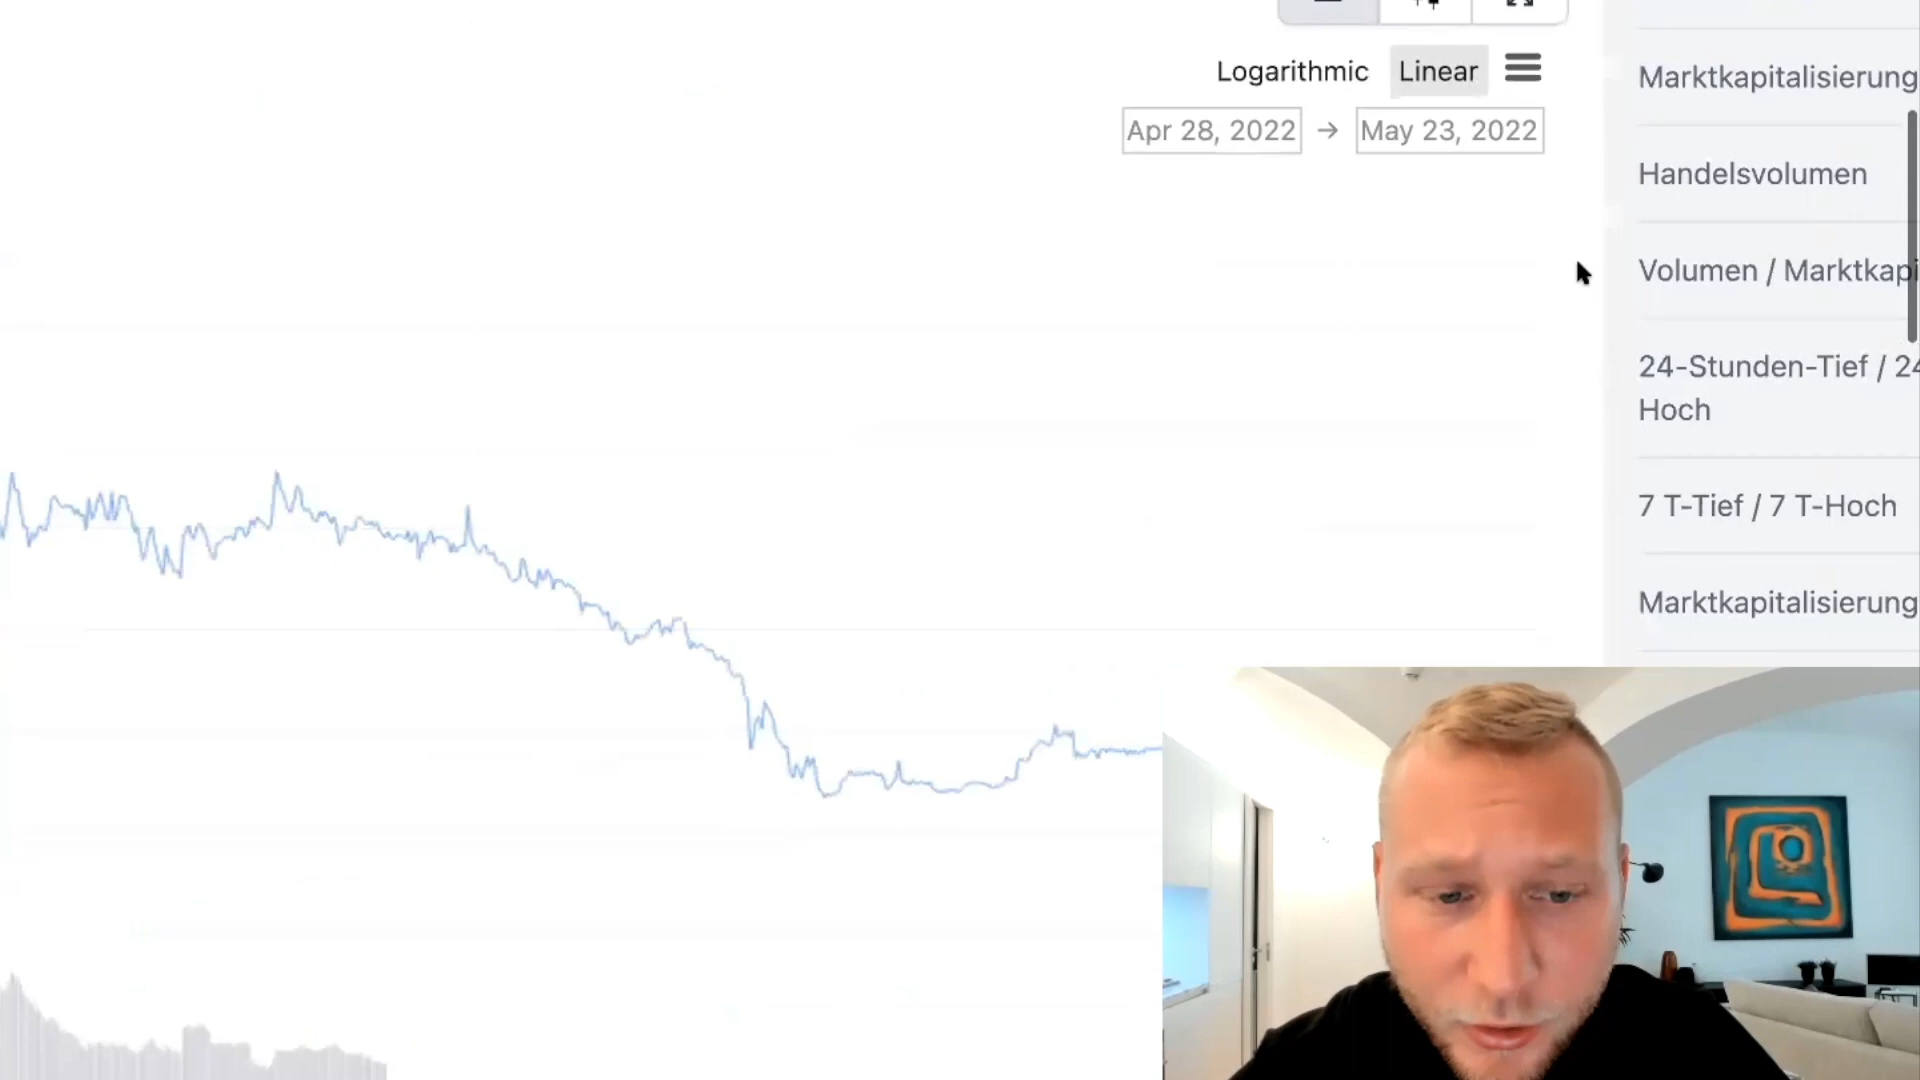 Logarithmic Linear
Apr 28, 2022 → May 23, 2022
Marktkapitalisierung
Handelsvolumen
Volumen / Marktkapi
24-Stunden-Tief / 24
Hoch
7 T-Tief / 7 T-Hoch
Marktkapitalisierung